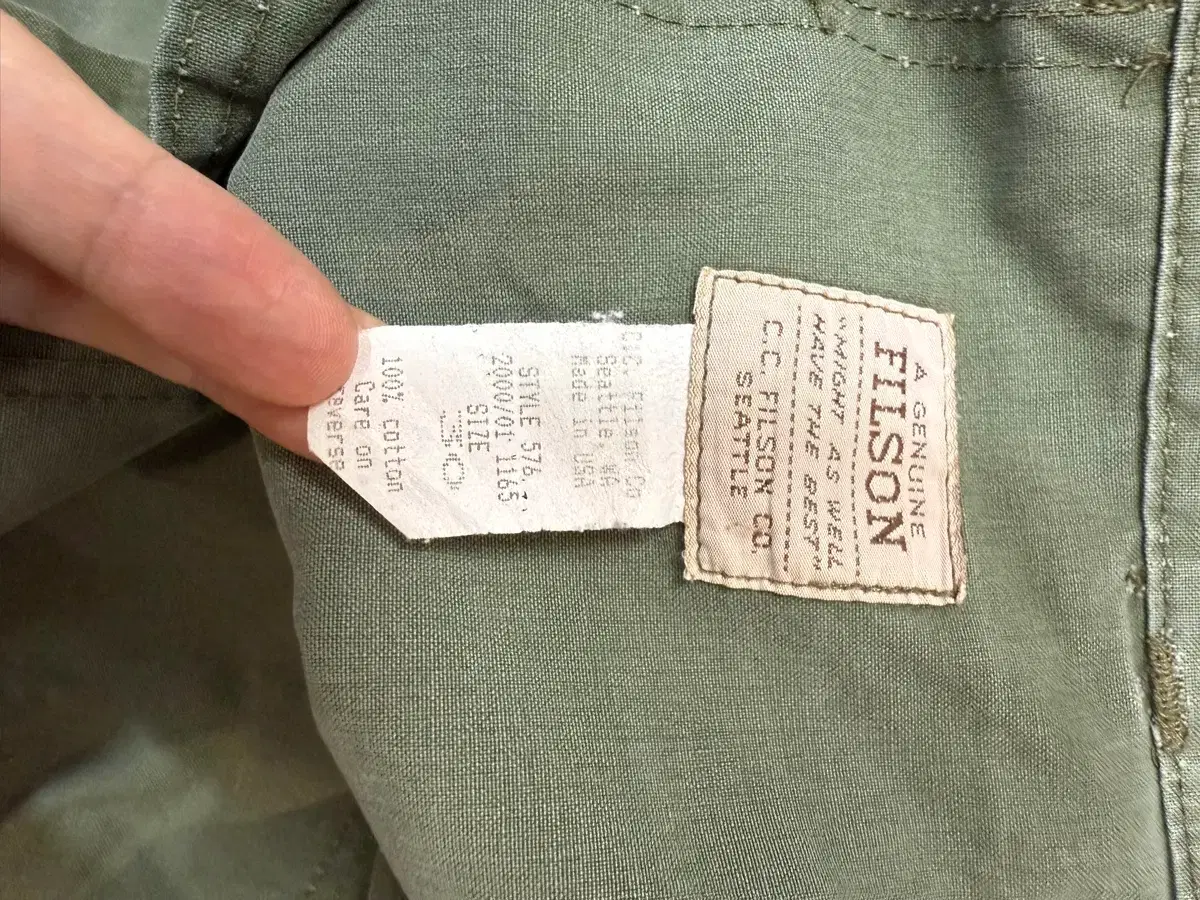 A GENUINE
FILSON
"MIGHT AS WELL
HAVE THE BEST"
C.C. FILSON CO.
SEATTLE
C.C. Filson Co
Seattle, WA
Made in USA
STYLE 576
2000/01 1165
SIZE
100% cotton
Care on
reverse